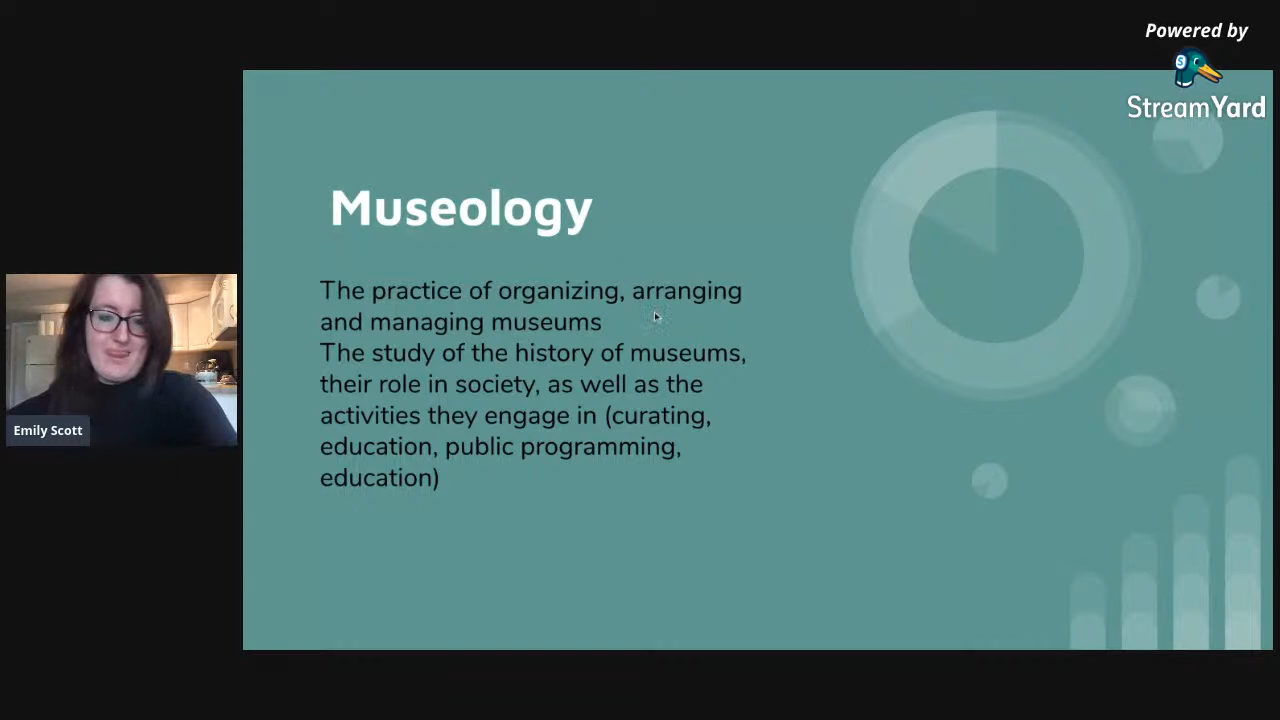 Powered by
StreamYard
Museology
The practice of organizing, arranging
and managing museums
The study of the history of museums,
their role in society, as well as the
activities they engage in (curating,
education, public programming,
education)
Emily Scott